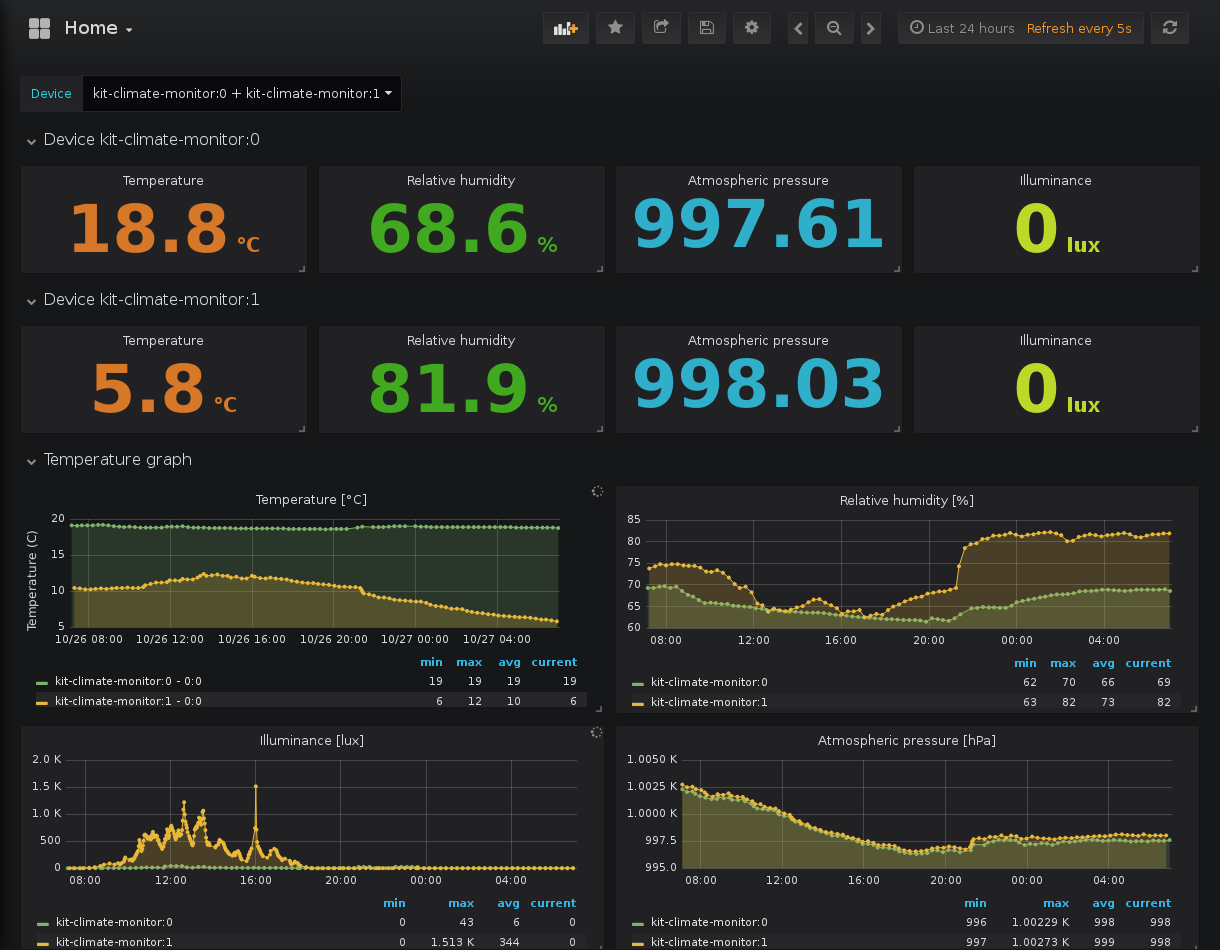 Home
Last 24 hours Refresh every 5s
Device kit-climate-monitor:0 + kit-climate-monitor:1
Device kit-climate-monitor:0
Temperature Relative humidity Atmospheric pressure Illuminance
18.8 °C 68.6 % 997.61 0 lux
Device kit-climate-monitor:1
Temperature Relative humidity Atmospheric pressure Illuminance
5.8 °C 81.9 % 998.03 0 lux
Temperature graph
Temperature [°C]
Temperature (C)
20
15
10
5
10/26 08:00 10/26 12:00 10/26 16:00 10/26 20:00 10/27 00:00 10/27 04:00
min max avg current
kit-climate-monitor:0 - 0:0 19 19 19 19
kit-climate-monitor:1 - 0:0 6 12 10 6
Relative humidity [%]
85
80
75
70
65
60
08:00 12:00 16:00 20:00 00:00 04:00
min max avg current
kit-climate-monitor:0 62 70 66 69
kit-climate-monitor:1 63 82 73 82
Illuminance [lux]
2.0 K
1.5 K
1.0 K
500
0
08:00 12:00 16:00 20:00 00:00 04:00
min max avg current
kit-climate-monitor:0 0 43 6 0
kit-climate-monitor:1 0 1.513 K 344 0
Atmospheric pressure [hPa]
1.0050 K
1.0025 K
1.0000 K
997.5
995.0
08:00 12:00 16:00 20:00 00:00 04:00
min max avg current
kit-climate-monitor:0 996 1.00229 K 998 998
kit-climate-monitor:1 997 1.00273 K 999 998